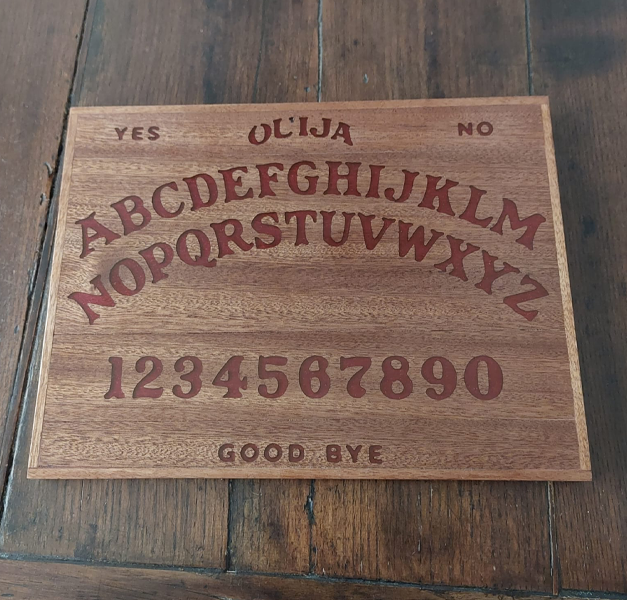 YES OUIJA NO
ABCDEFGHIJKLM
NOPQRSTUVWXYZ
1234567890
GOOD BYE